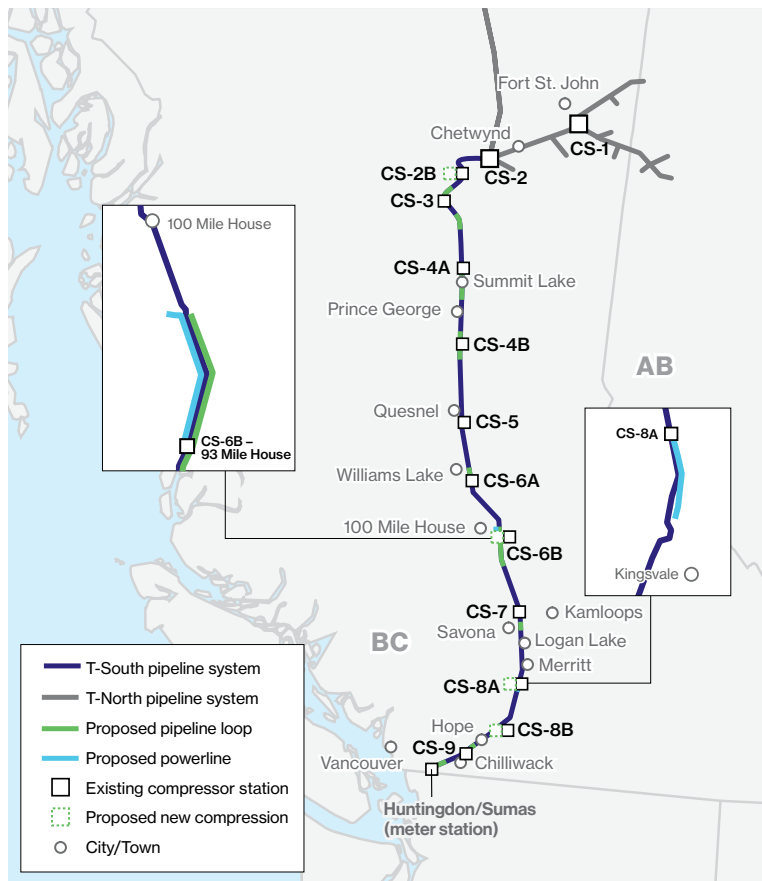 Fort St. John
Chetwynd
CS-1
CS-2B
CS-2
CS-3
100 Mile House
CS-4A
Summit Lake
Prince George
CS-4B
AB
Quesnel
CS-5
CS-8A
CS-6B –
93 Mile House
Williams Lake
CS-6A
100 Mile House
CS-6B
Kingsvale
CS-7
Kamloops
Savona
BC
Logan Lake
Merritt
CS-8A
T-South pipeline system
T-North pipeline system
Proposed pipeline loop
Proposed powerline
Existing compressor station
Proposed new compression
City/Town
Hope
CS-8B
CS-9
Vancouver
Chilliwack
Huntingdon/Sumas
(meter station)